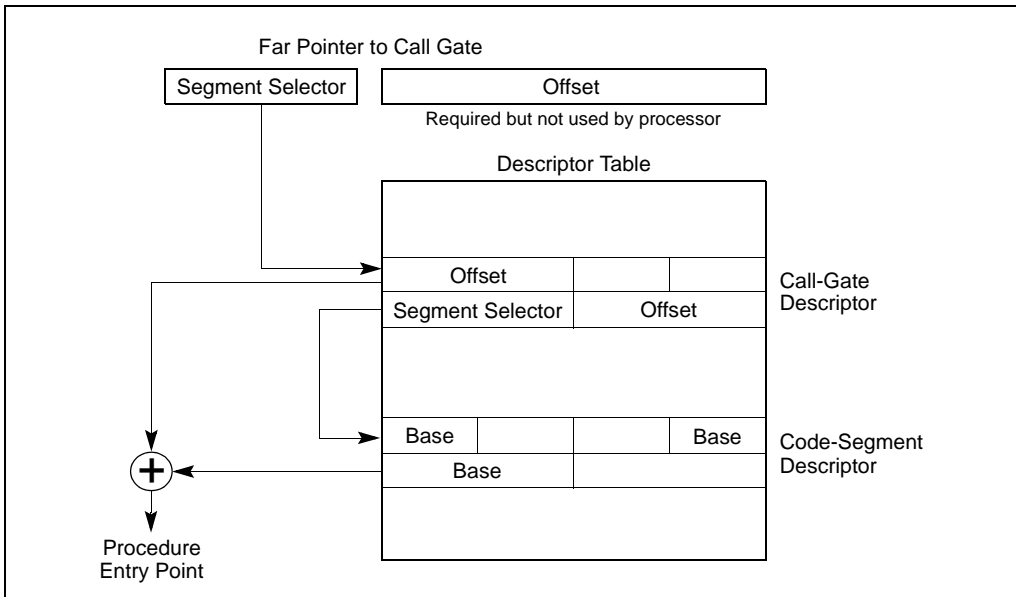 Far Pointer to Call Gate
Segment Selector
Offset
Required but not used by processor
Descriptor Table
Offset
Segment Selector
Offset
Call-Gate
Descriptor
Base
Base
Base
Code-Segment
Descriptor
+
Procedure
Entry Point